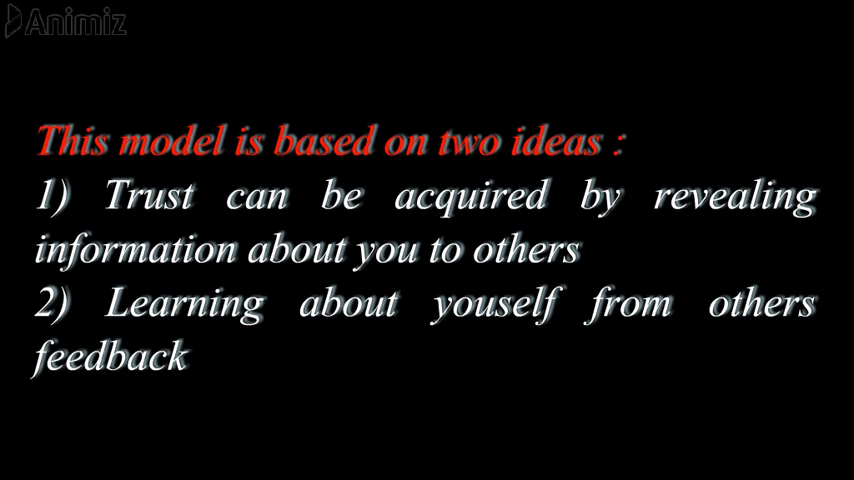 Animiz
This model is based on two ideas :
1) Trust can be acquired by revealing
information about you to others
2) Learning about youself from others
feedback